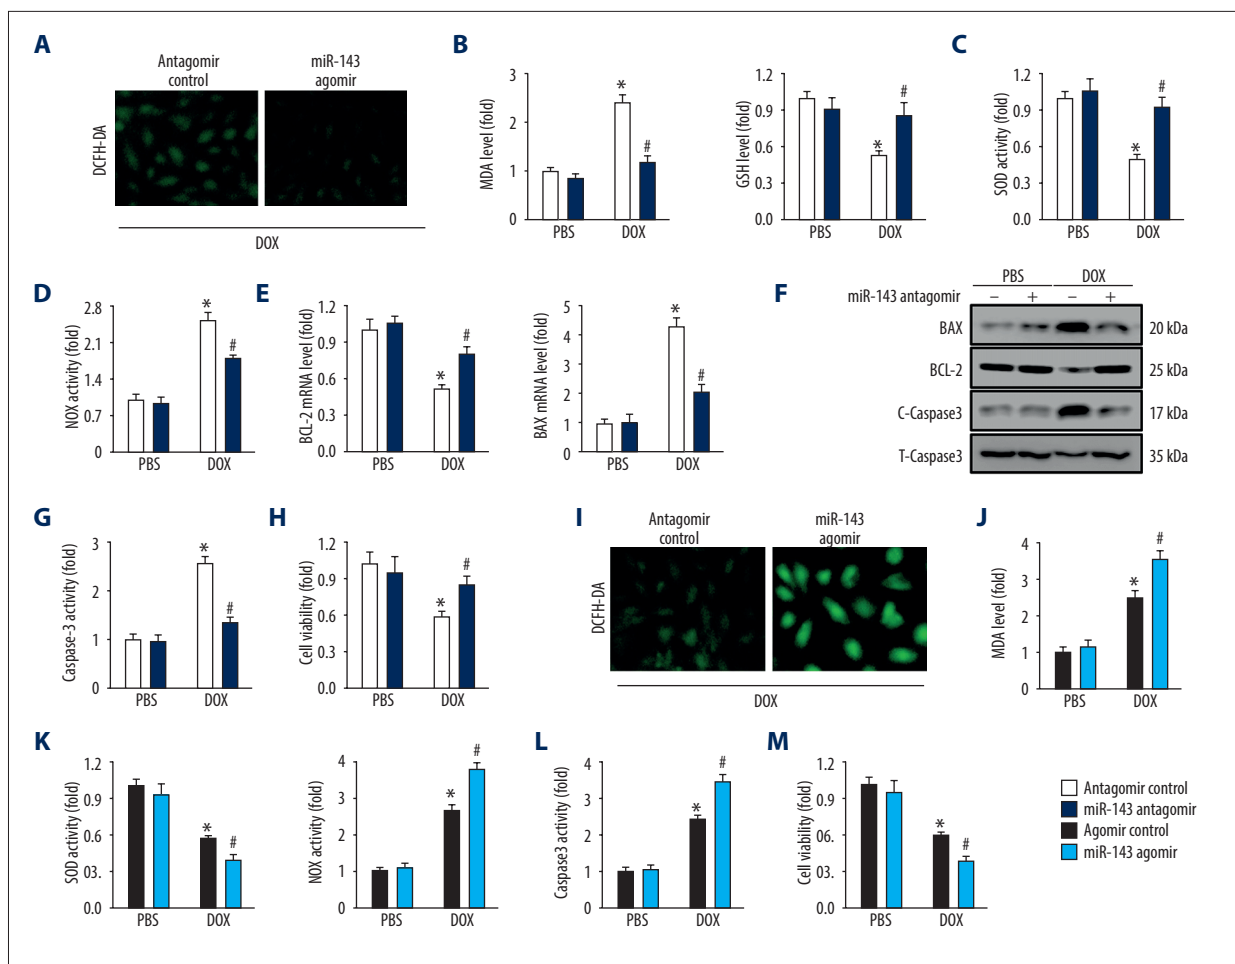 A
Antagomir
control
miR-143
agomir
DCFH-DA
DOX
B
MDA level (fold)
3
2
1
0
*
#
PBS
DOX
GSH level (fold)
1.2
0.9
0.6
0.3
0.0
*
#
PBS
DOX
C
SOD activity (fold)
1.2
0.9
0.6
0.3
0.0
*
#
PBS
DOX
D
NOX activity (fold)
2.8
2.1
1.4
0.7
0
*
#
PBS
DOX
E
BCL-2 mRNA level (fold)
1.2
0.9
0.6
0.3
0.0
*
#
PBS
DOX
BAX mRNA level (fold)
5
4
3
2
1
0
*
#
PBS
DOX
F
PBS DOX
miR-143 antagomir – + – +
BAX 20 kDa
BCL-2 25 kDa
C-Caspase3 17 kDa
T-Caspase3 35 kDa
G
Caspase-3 activity (fold)
3
2
1
0
*
#
PBS
DOX
H
Cell viability (fold)
1.2
0.9
0.6
0.3
0.0
*
#
PBS
DOX
I
Antagomir
control
miR-143
agomir
DCFH-DA
DOX
J
MDA level (fold)
4
3
2
1
0
*
#
PBS
DOX
K
SOD activity (fold)
1.2
0.9
0.6
03.
0.0
*
#
PBS
DOX
NOX activity (fold)
4
3
2
1
0
*
#
PBS
DOX
L
Caspase3 activity (fold)
4
3
2
1
0
*
#
PBS
DOX
M
Cell viability (fold)
1.2
0.9
06.
03.
0.0
*
#
PBS
DOX
Antagomir control
miR-143 antagomir
Agomir control
miR-143 agomir